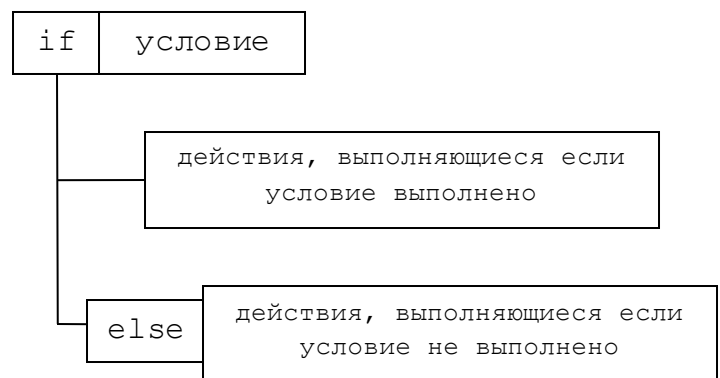 if условие
действия, выполняющиеся если
условие выполнено
else
действия, выполняющиеся если
условие не выполнено